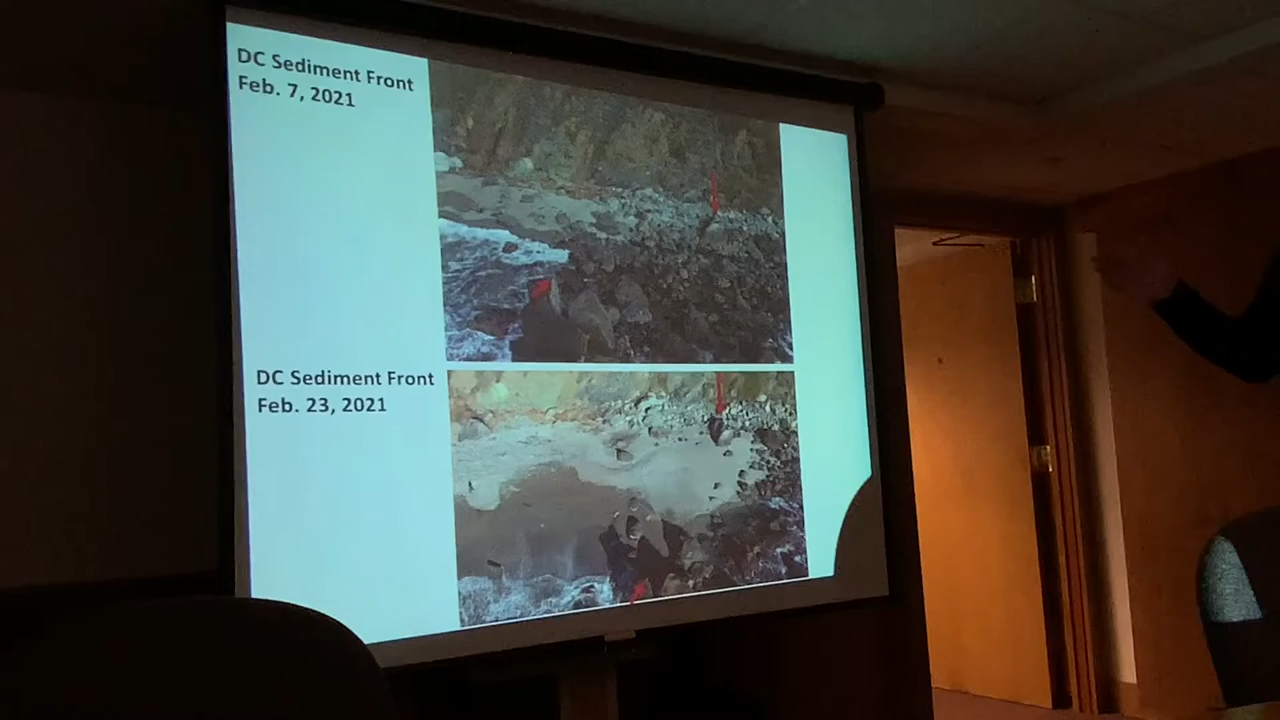 DC Sediment Front
Feb. 7, 2021
DC Sediment Front
Feb. 23, 2021